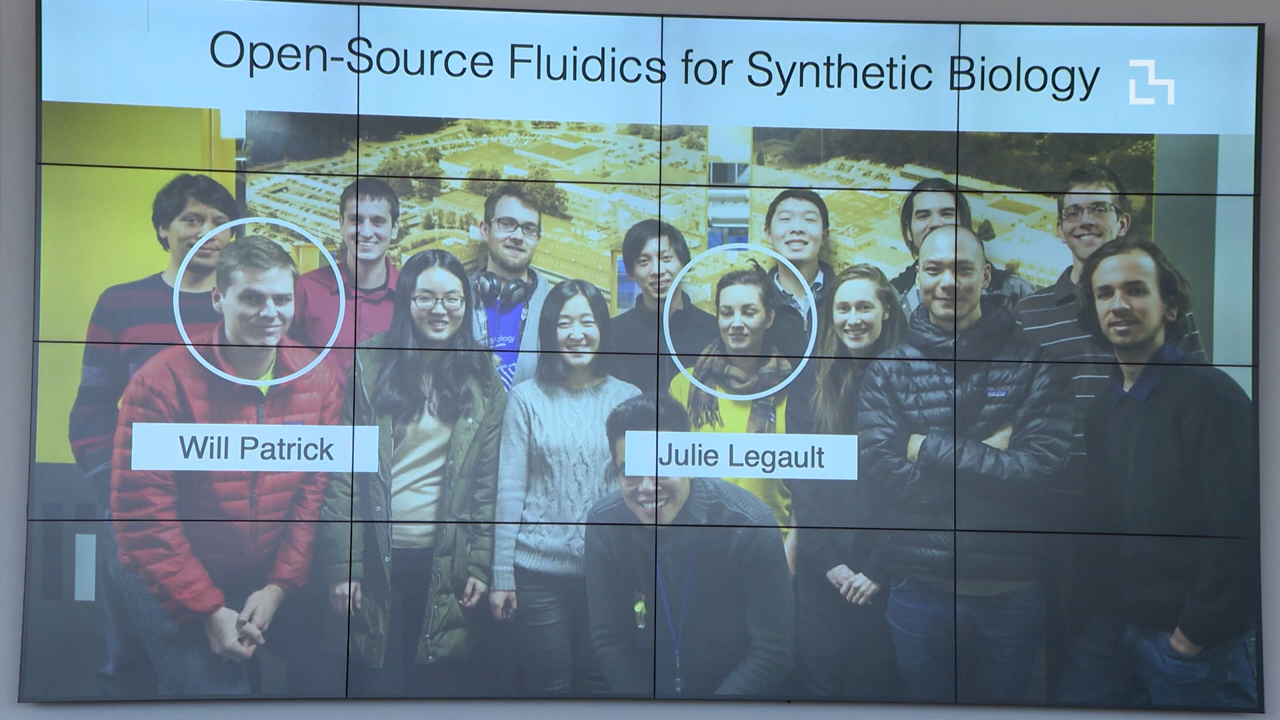 Open-Source Fluidics for Synthetic Biology
Will Patrick
Julie Legault